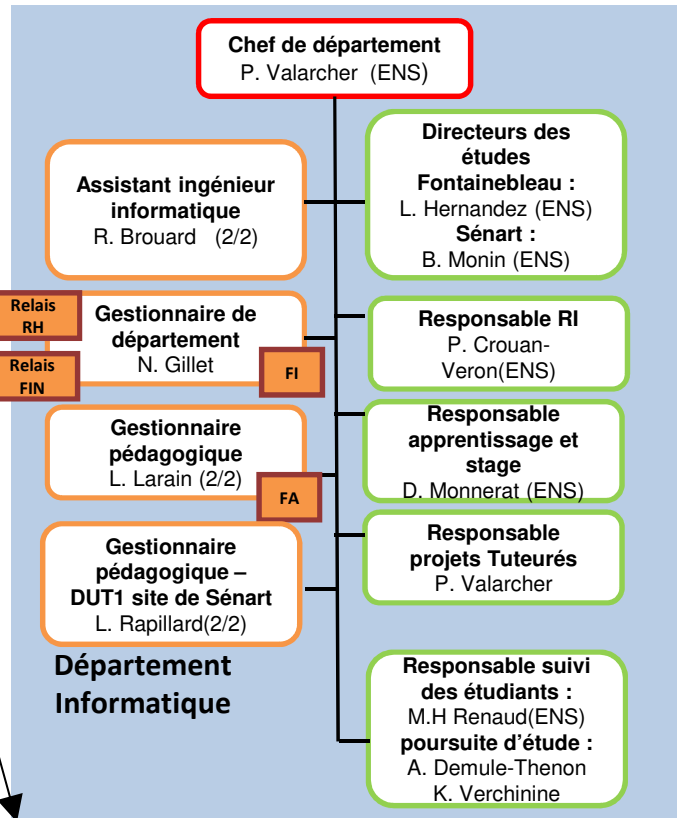 Chef de département
P. Valarcher (ENS)
Assistant ingénieur
informatique
R. Brouard (2/2)
Directeurs des
études
Fontainebleau :
L. Hernandez (ENS)
Sénart :
B. Monin (ENS)
Relais
RH
Relais
FIN
Gestionnaire de
département
N. Gillet
FI
Responsable RI
P. Crouan-
Veron(ENS)
Gestionnaire
pédagogique
L. Larain (2/2)
FA
Responsable
apprentissage et
stage
D. Monnerat (ENS)
Gestionnaire
pédagogique –
DUT1 site de Sénart
L. Rapillard(2/2)
Responsable
projets Tuteurés
P. Valarcher
Département
Informatique
Responsable suivi
des étudiants :
M.H Renaud(ENS)
poursuite d'étude :
A. Demule-Thenon
K. Verchinine